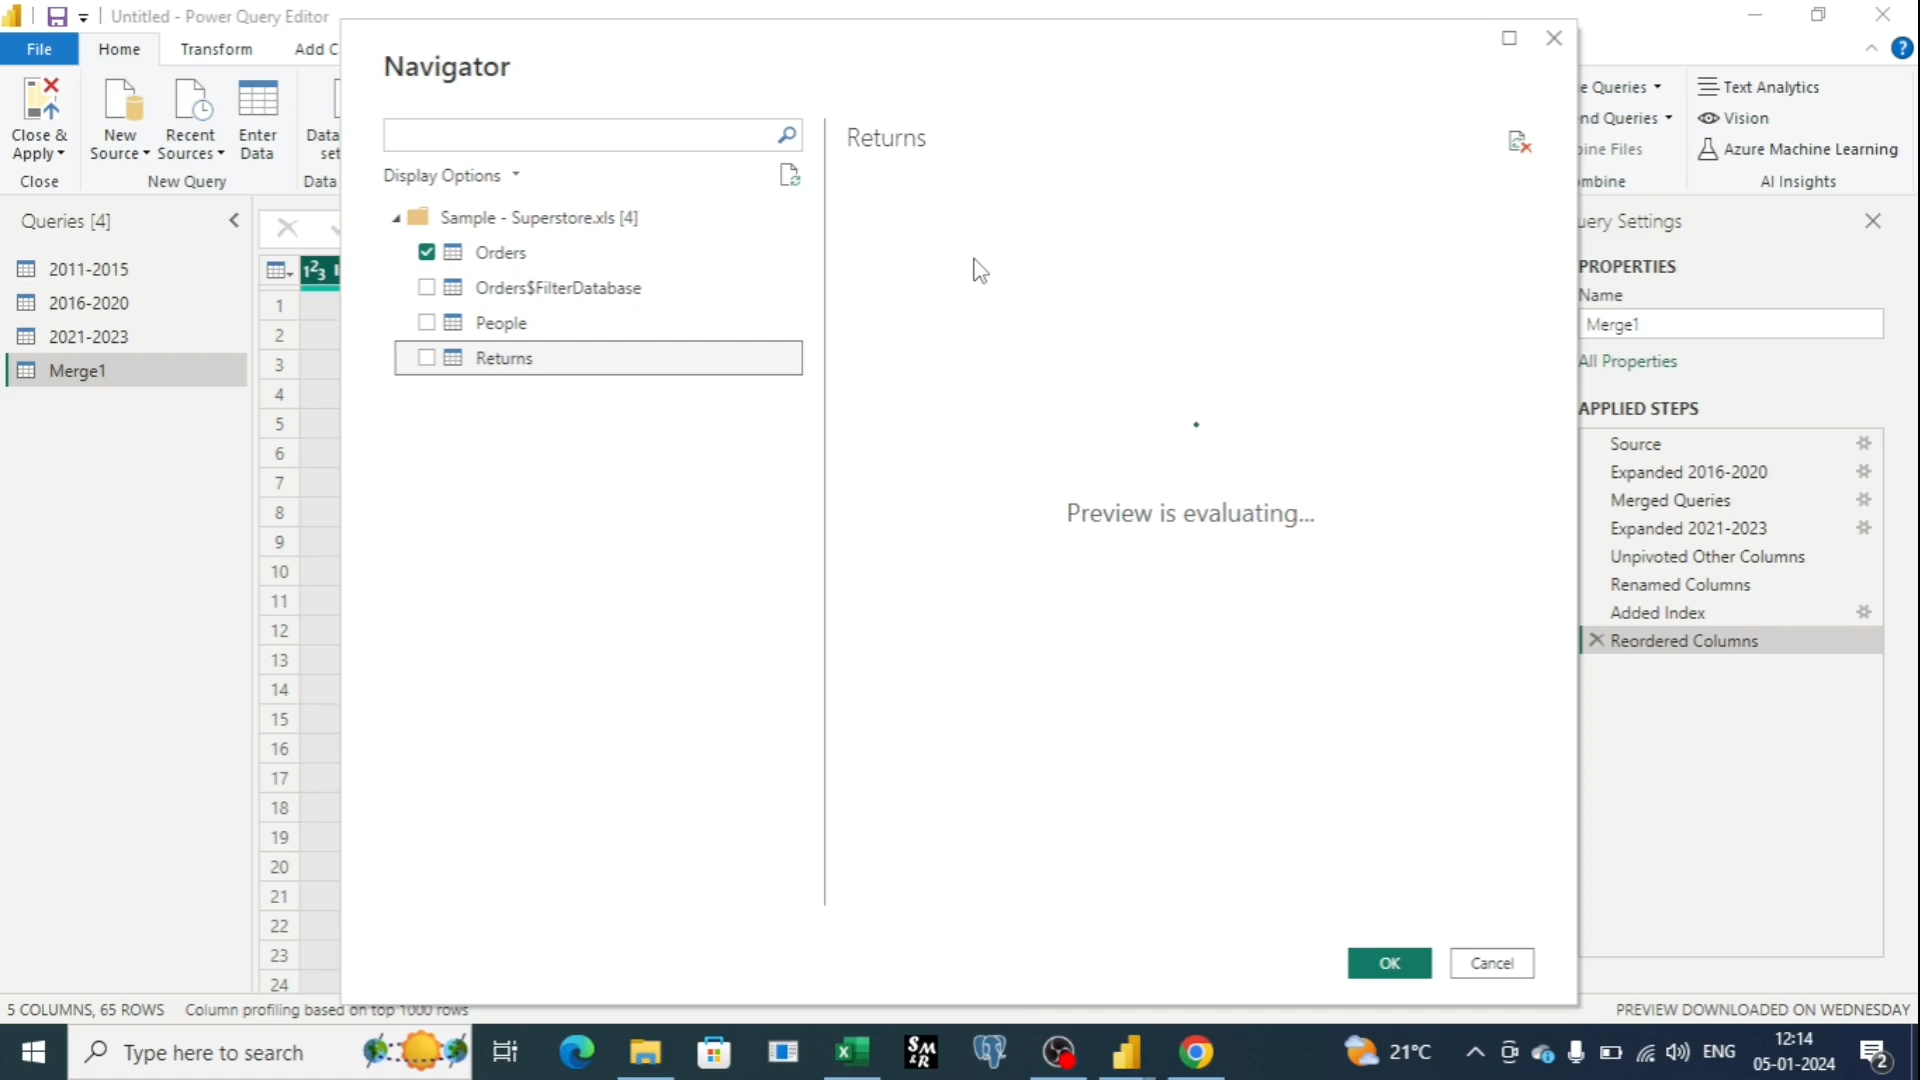 Untitled - Power Query Editor
File
Home
Transform
Add C
Close & Apply
New Source
Recent Sources
Enter Data
Data set
e Queries
nd Queries
bine Files
Text Analytics
Vision
Azure Machine Learning
Close
New Query
Data
mbine
AI Insights
Navigator
Display Options
Sample - Superstore.xls [4]
Orders
Orders$FilterDatabase
People
Returns
Returns
Preview is evaluating...
OK
Cancel
Queries [4]
2011-2015
2016-2020
2021-2023
Merge1
1²3
1
2
3
4
5
6
7
8
9
10
11
12
13
14
15
16
17
18
19
20
21
22
23
24
uery Settings
PROPERTIES
Name
Merge1
All Properties
APPLIED STEPS
Source
Expanded 2016-2020
Merged Queries
Expanded 2021-2023
Unpivoted Other Columns
Renamed Columns
Added Index
Reordered Columns
5 COLUMNS, 65 ROWS
Column profiling based on top 1000 rows
PREVIEW DOWNLOADED ON WEDNESDAY
Type here to search
SM
R
21°C
ENG
12:14
05-01-2024
2